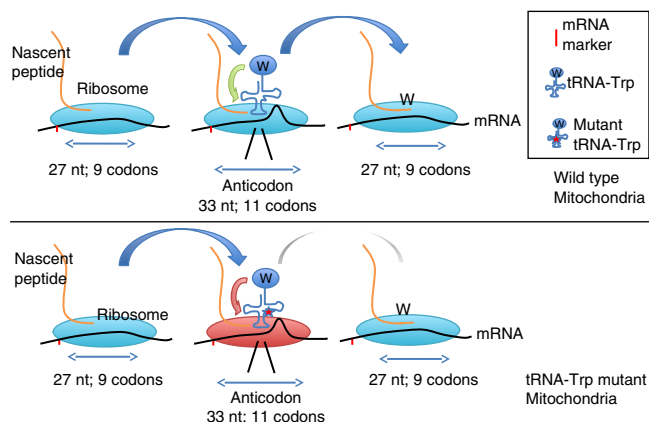 Nascent
peptide
Ribosome
W
W
mRNA
27 nt; 9 codons
Anticodon
33 nt; 11 codons
27 nt; 9 codons
mRNA
marker
W
tRNA-Trp
W
Mutant
tRNA-Trp
Wild type
Mitochondria
Nascent
peptide
Ribosome
W
W
mRNA
27 nt; 9 codons
Anticodon
33 nt; 11 codons
27 nt; 9 codons
tRNA-Trp mutant
Mitochondria